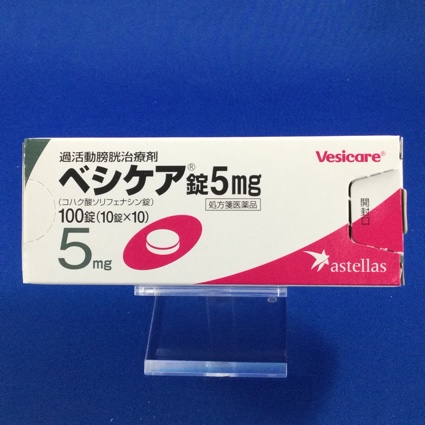 過活動膀胱治療剤
Vesicare®
ベシケア®錠5mg
(コハク酸ソリフェナシン錠)
処方箋医薬品
100錠(10錠×10)
5mg
開封口
astellas